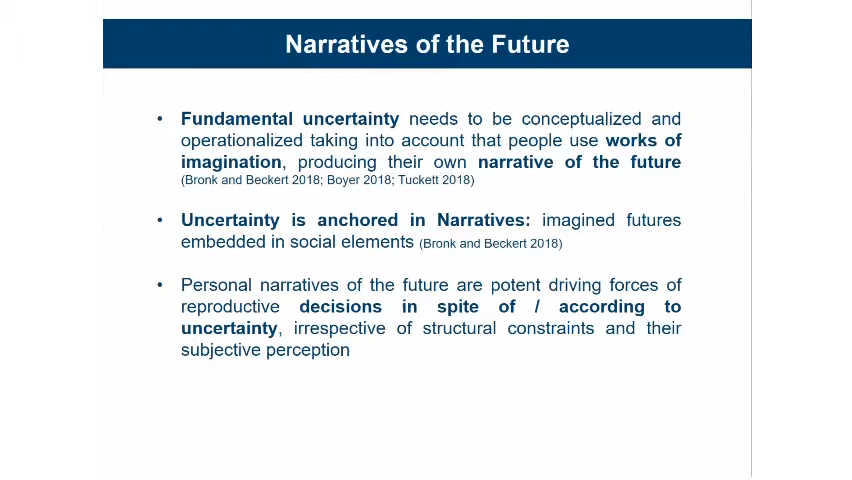 Narratives of the Future
• Fundamental uncertainty needs to be conceptualized and
operationalized taking into account that people use works of
imagination, producing their own narrative of the future
(Bronk and Beckert 2018; Boyer 2018; Tuckett 2018)
• Uncertainty is anchored in Narratives: imagined futures
embedded in social elements (Bronk and Beckert 2018)
• Personal narratives of the future are potent driving forces of
reproductive decisions in spite of / according to
uncertainty, irrespective of structural constraints and their
subjective perception